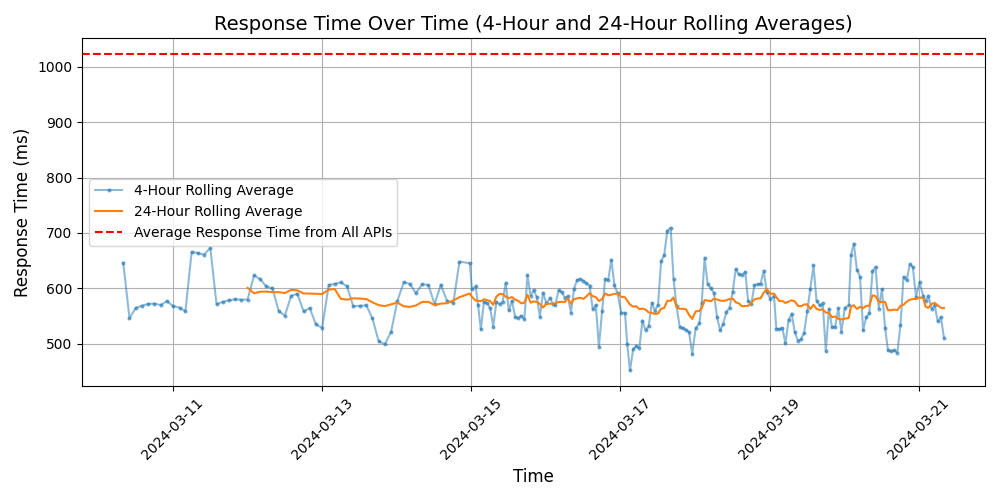 Response Time Over Time (4-Hour and 24-Hour Rolling Averages)
Response Time (ms)
1000
900
800
700
600
500
4-Hour Rolling Average
24-Hour Rolling Average
Average Response Time from All APIs
2024-03-11
2024-03-13
2024-03-15
2024-03-17
2024-03-19
2024-03-21
Time